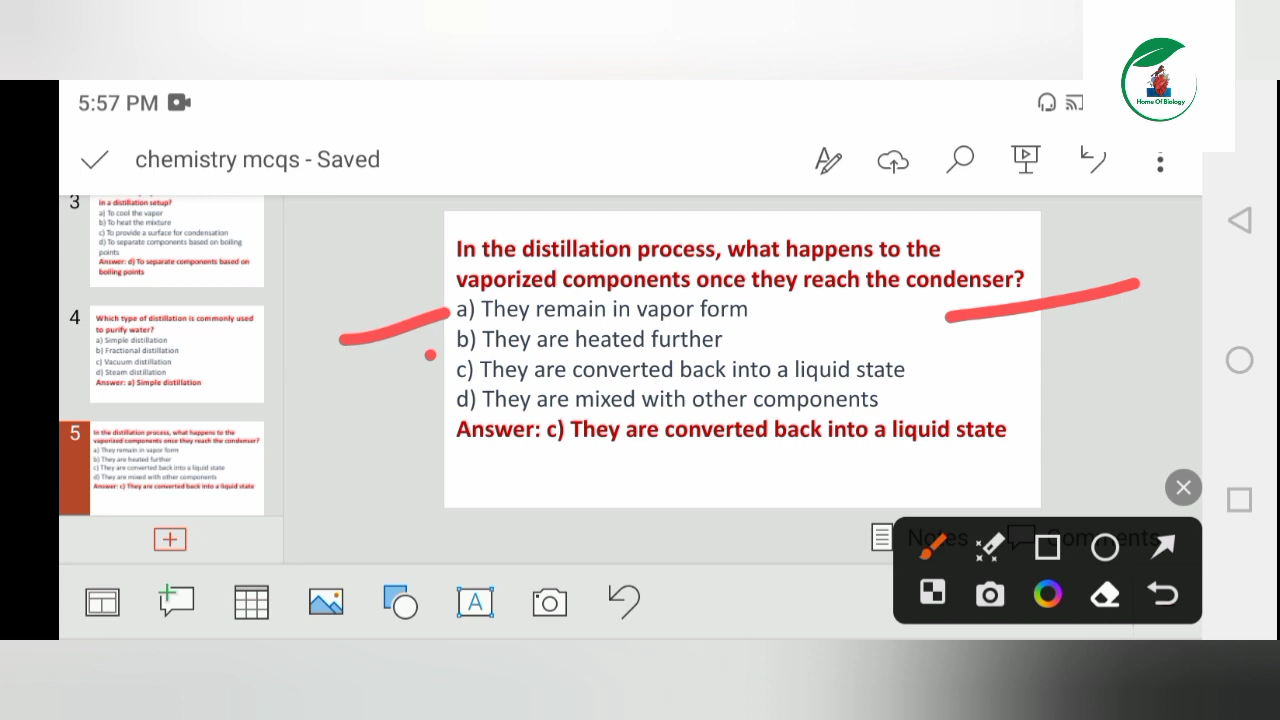 Home Of Biology
5:57 PM
chemistry mcqs - Saved
3
in a distillation setup?
a) To cool the vapor
b) To heat the mixture
c) To provide a surface for condensation
d) To separate components based on boiling
points
Answer: d) To separate components based on
boiling points
4
Which type of distillation is commonly used
to purify water?
a) Simple distillation
b) Fractional distillation
c) Vacuum distillation
d) Steam distillation
Answer: a) Simple distillation
5
In the distillation process, what happens to the
vaporized components once they reach the condenser?
a) They remain in vapor form
b) They are heated further
c) They are converted back into a liquid state
d) They are mixed with other components
Answer: c) They are converted back into a liquid state
In the distillation process, what happens to the
vaporized components once they reach the condenser?
a) They remain in vapor form
b) They are heated further
c) They are converted back into a liquid state
d) They are mixed with other components
Answer: c) They are converted back into a liquid state
Notes
Comments
A